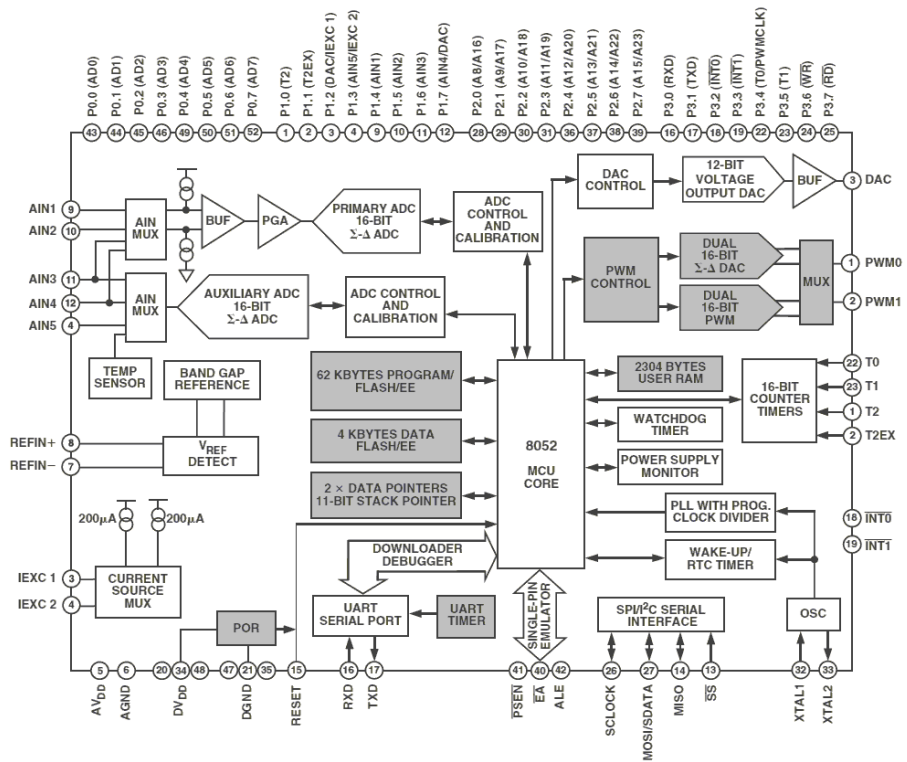 P0.0 (AD0)
P0.1 (AD1)
P0.2 (AD2)
P0.3 (AD3)
P0.4 (AD4)
P0.5 (AD5)
P0.6 (AD6)
P0.7 (AD7)
P1.0 (T2)
P1.1 (T2EX)
P1.2 (DAC/IEXC 1)
P1.3 (AIN5/IEXC 2)
P1.4 (AIN1)
P1.5 (AIN2)
P1.6 (AIN3)
P1.7 (AIN4/DAC)
P2.0 (A8/A16)
P2.1 (A9/A17)
P2.2 (A10/A18)
P2.3 (A11/A19)
P2.4 (A12/A20)
P2.5 (A13/A21)
P2.6 (A14/A22)
P2.7 (A15/A23)
P3.0 (RXD)
P3.1 (TXD)
P3.2 (INT0)
P3.3 (INT1)
P3.4 (T0/PWMCLK)
P3.5 (T1)
P3.6 (WR)
P3.7 (RD)
43 44 45 46 49 50 51 52 1 2 3 4 9 10 11 12 28 29 30 31 36 37 38 39 16 17 18 19 22 23 24 25
AIN1 9
AIN2 10
AIN3 11
AIN4 12
AIN5 4
AIN
MUX
BUF
PGA
PRIMARY ADC
16-BIT
Σ-Δ ADC
ADC
CONTROL
AND
CALIBRATION
AIN
MUX
AUXILIARY ADC
16-BIT
Σ-Δ ADC
ADC CONTROL
AND
CALIBRATION
DAC
CONTROL
12-BIT
VOLTAGE
OUTPUT DAC
BUF
3 DAC
PWM
CONTROL
DUAL
16-BIT
Σ-Δ DAC
DUAL
16-BIT
PWM
MUX
1 PWM0
2 PWM1
TEMP
SENSOR
BAND GAP
REFERENCE
REFIN+ 8
REFIN− 7
VREF
DETECT
62 KBYTES PROGRAM/
FLASH/EE
4 KBYTES DATA
FLASH/EE
2 × DATA POINTERS
11-BIT STACK POINTER
8052
MCU
CORE
2304 BYTES
USER RAM
WATCHDOG
TIMER
POWER SUPPLY
MONITOR
16-BIT
COUNTER
TIMERS
22 T0
23 T1
1 T2
2 T2EX
18 INT0
19 INT1
200μA
200μA
IEXC 1 3
IEXC 2 4
CURRENT
SOURCE
MUX
DOWNLOADER
DEBUGGER
PLL WITH PROG.
CLOCK DIVIDER
WAKE-UP/
RTC TIMER
POR
UART
SERIAL PORT
UART
TIMER
SINGLE-PIN
EMULATOR
SPI/I2C SERIAL
INTERFACE
OSC
5 6 20 34 48 47 21 35 15 16 17 41 40 42 26 27 14 13 32 33
AVDD
AGND
DVDD
DGND
RESET
RXD
TXD
PSEN
EA
ALE
SCLOCK
MOSI/SDATA
MISO
SS
XTAL1
XTAL2